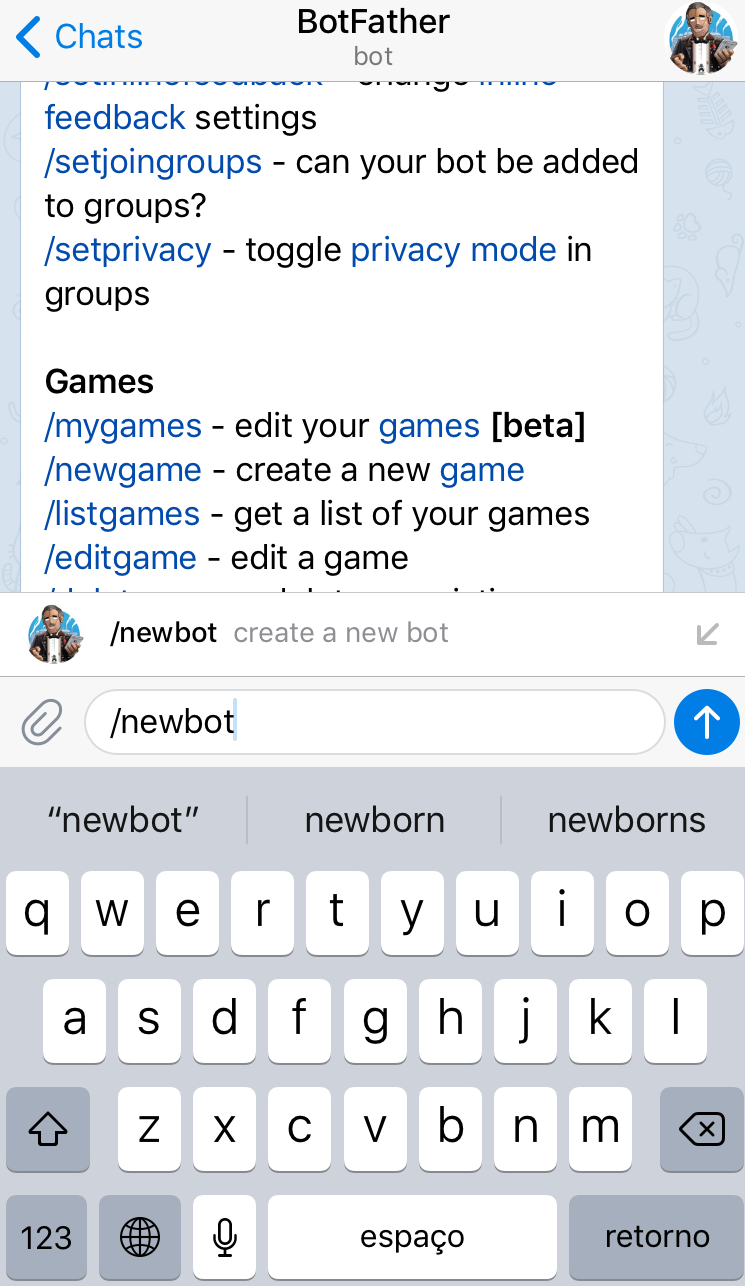 Chats
BotFather
bot
/setinlinefeedback - change inline
feedback settings
/setjoingroups - can your bot be added
to groups?
/setprivacy - toggle privacy mode in
groups
Games
/mygames - edit your games [beta]
/newgame - create a new game
/listgames - get a list of your games
/editgame - edit a game
/newbot create a new bot
/newbot
“newbot” newborn newborns
q w e r t y u i o p
a s d f g h j k l
z x c v b n m
123 espaço retorno